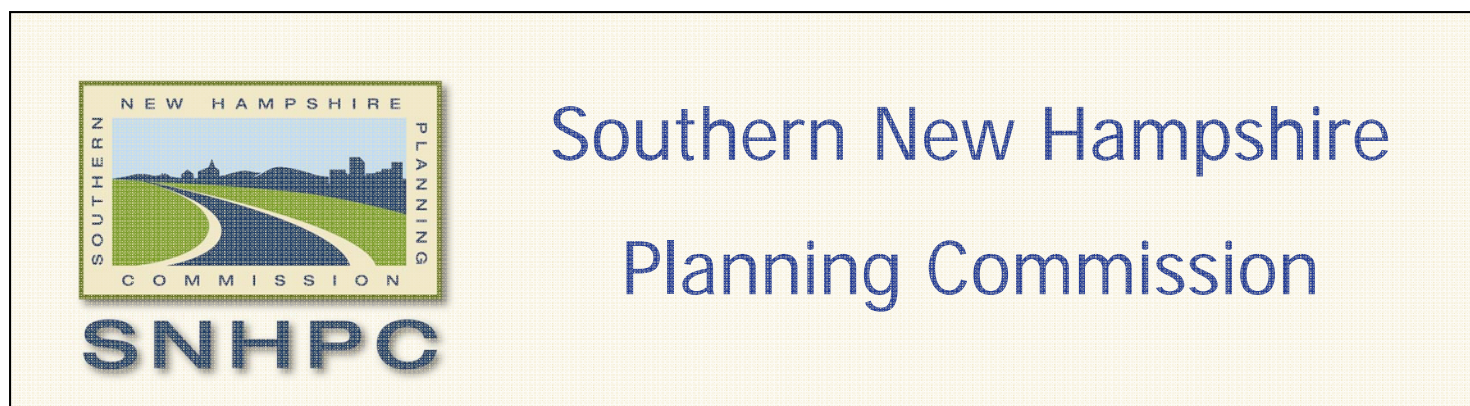 NEW HAMPSHIRE
SOUTHERN
PLANNING
COMMISSION
SNHPC
Southern New Hampshire
Planning Commission